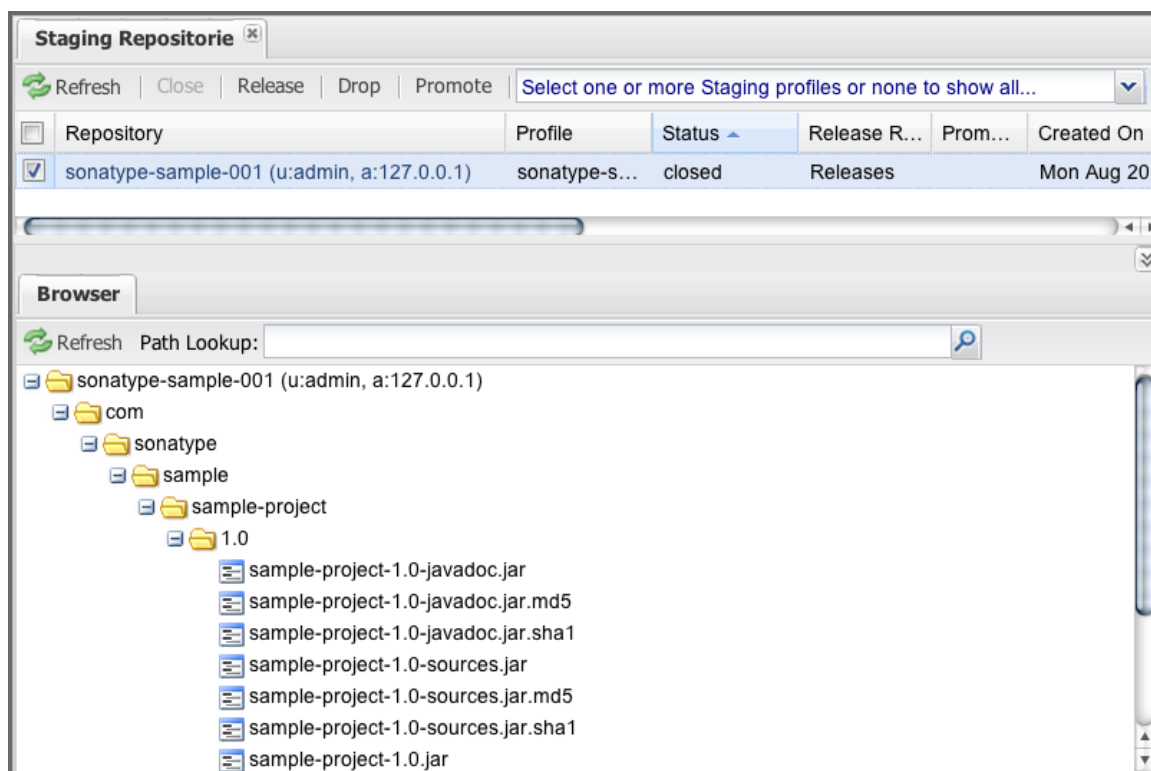 Staging Repositorie
Refresh Close Release Drop Promote Select one or more Staging profiles or none to show all...
Repository Profile Status Release R... Prom... Created On
sonatype-sample-001 (u:admin, a:127.0.0.1) sonatype-s... closed Releases Mon Aug 20
Browser
Refresh Path Lookup:
sonatype-sample-001 (u:admin, a:127.0.0.1)
com
sonatype
sample
sample-project
1.0
sample-project-1.0-javadoc.jar
sample-project-1.0-javadoc.jar.md5
sample-project-1.0-javadoc.jar.sha1
sample-project-1.0-sources.jar
sample-project-1.0-sources.jar.md5
sample-project-1.0-sources.jar.sha1
sample-project-1.0.jar